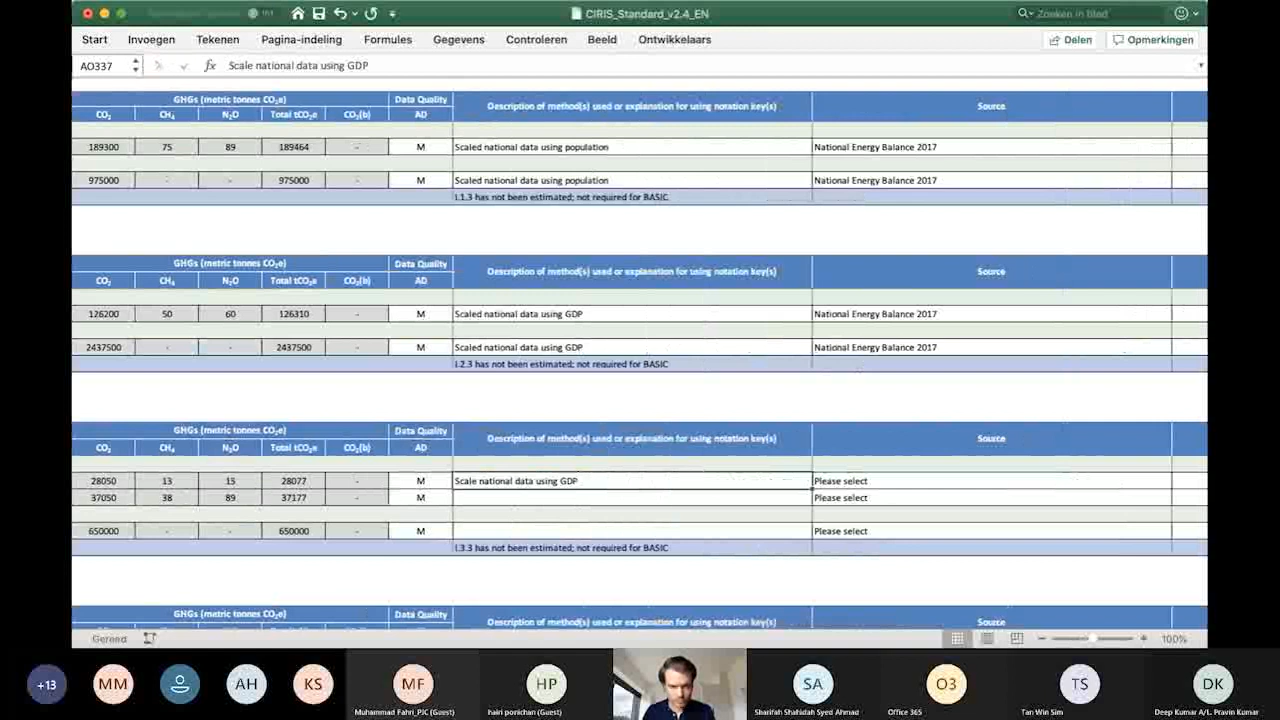 CIRIS_Standard_v2.4_EN
Zoeken in blad
Start Invoegen Tekenen Pagina-indeling Formules Gegevens Controleren Beeld Ontwikkelaars Delen Opmerkingen
AO337 fx Scale national data using GDP
GHGs (metric tonnes CO₂e) Data Quality Description of method(s) used or explanation for using notation key(s) Source
CO₂ CH₄ N₂O Total tCO₂e CO₂(b) AD
189300 75 89 189464 - M Scaled national data using population National Energy Balance 2017
975000 - - 975000 - M Scaled national data using population National Energy Balance 2017
I.1.3 has not been estimated; not required for BASIC
GHGs (metric tonnes CO₂e) Data Quality Description of method(s) used or explanation for using notation key(s) Source
CO₂ CH₄ N₂O Total tCO₂e CO₂(b) AD
126200 50 60 126310 - M Scaled national data using GDP National Energy Balance 2017
2437500 - - 2437500 - M Scaled national data using GDP National Energy Balance 2017
I.2.3 has not been estimated; not required for BASIC
GHGs (metric tonnes CO₂e) Data Quality Description of method(s) used or explanation for using notation key(s) Source
CO₂ CH₄ N₂O Total tCO₂e CO₂(b) AD
28050 13 15 28077 - M Scale national data using GDP Please select
37050 38 89 37177 - M Please select
650000 - - 650000 - M Please select
I.3.3 has not been estimated; not required for BASIC
GHGs (metric tonnes CO₂e) Data Quality Description of method(s) used or explanation for using notation key(s) Source
Gereed 100%
+13 MM AH KS MF HP SA O3 TS DK
Muhammad Fahri_PJC (Guest) hairi ponichan (Guest) Sharifah Shahidah Syed Ahmad Office 365 Tan Win Sim Deep Kumar A/L. Pravin Kumar